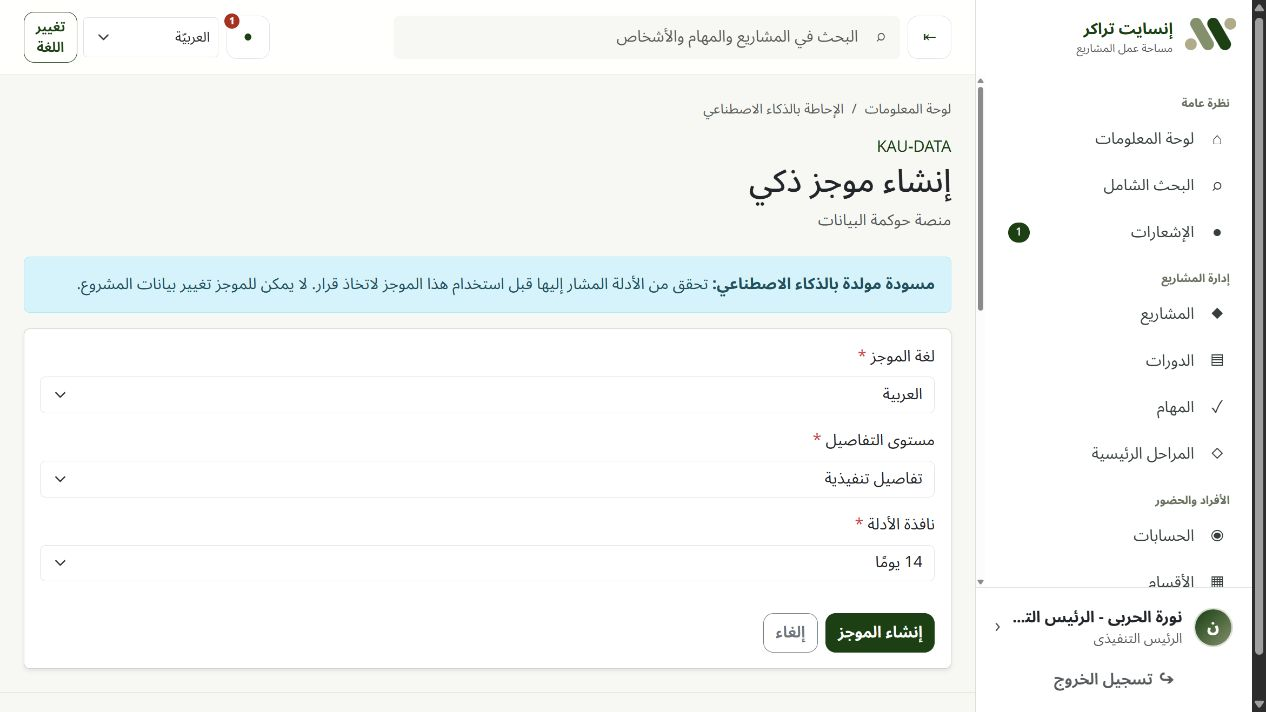 إنسايت تراكر
مساحة عمل المشاريع
نظرة عامة
لوحة المعلومات
البحث الشامل
الإشعارات
1
إدارة المشاريع
المشاريع
الدورات
المهام
المراحل الرئيسية
الأفراد والحضور
الحسابات
الأقسام
ن
نورة الحربي - الرئيس الت...
الرئيس التنفيذي
تسجيل الخروج
البحث في المشاريع والمهام والأشخاص
1
العربيّة
تغيير
اللغة
لوحة المعلومات / الإحاطة بالذكاء الاصطناعي
KAU-DATA
إنشاء موجز ذكي
منصة حوكمة البيانات
مسودة مولدة بالذكاء الاصطناعي: تحقق من الأدلة المشار إليها قبل استخدام هذا الموجز لاتخاذ قرار. لا يمكن للموجز تغيير بيانات المشروع.
لغة الموجز *
العربية
مستوى التفاصيل *
تفاصيل تنفيذية
نافذة الأدلة *
14 يومًا
إنشاء الموجز
إلغاء